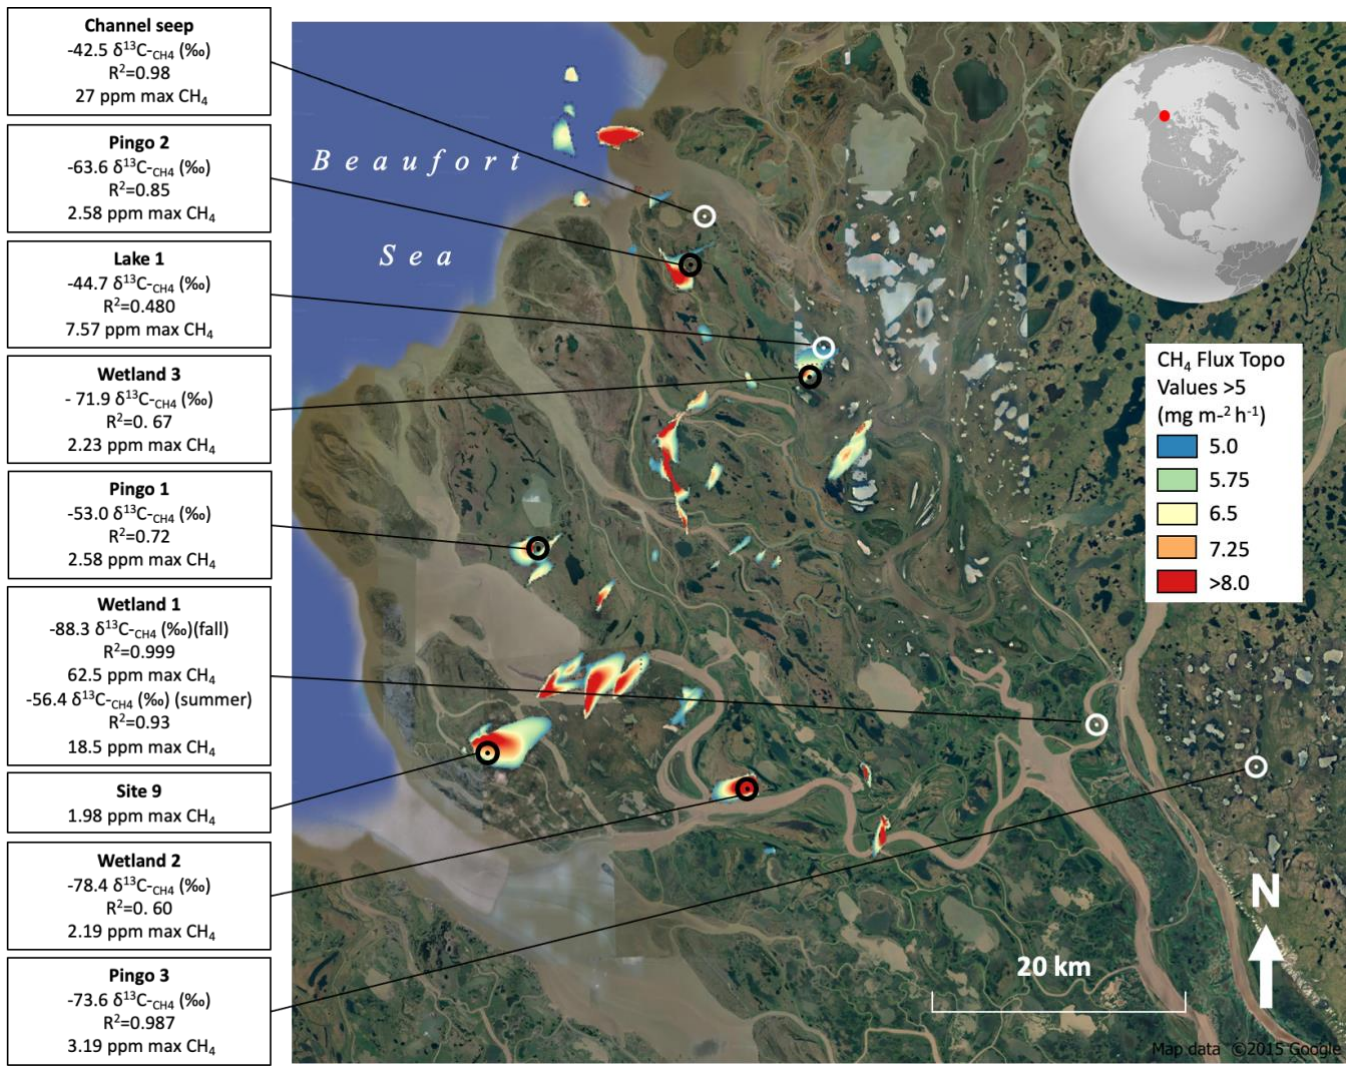 Channel seep
-42.5 δ¹³C-CH₄ (‰)
R²=0.98
27 ppm max CH₄
Pingo 2
-63.6 δ¹³C-CH₄ (‰)
R²=0.85
2.58 ppm max CH₄
Lake 1
-44.7 δ¹³C-CH₄ (‰)
R²=0.480
7.57 ppm max CH₄
Wetland 3
- 71.9 δ¹³C-CH₄ (‰)
R²=0. 67
2.23 ppm max CH₄
Pingo 1
-53.0 δ¹³C-CH₄ (‰)
R²=0.72
2.58 ppm max CH₄
Wetland 1
-88.3 δ¹³C-CH₄ (‰)(fall)
R²=0.999
62.5 ppm max CH₄
-56.4 δ¹³C-CH₄ (‰) (summer)
R²=0.93
18.5 ppm max CH₄
Site 9
1.98 ppm max CH₄
Wetland 2
-78.4 δ¹³C-CH₄ (‰)
R²=0. 60
2.19 ppm max CH₄
Pingo 3
-73.6 δ¹³C-CH₄ (‰)
R²=0.987
3.19 ppm max CH₄
Beaufort
Sea
CH₄ Flux Topo
Values >5
(mg m⁻² h⁻¹)
5.0
5.75
6.5
7.25
>8.0
N
20 km
Map data ©2015 Google